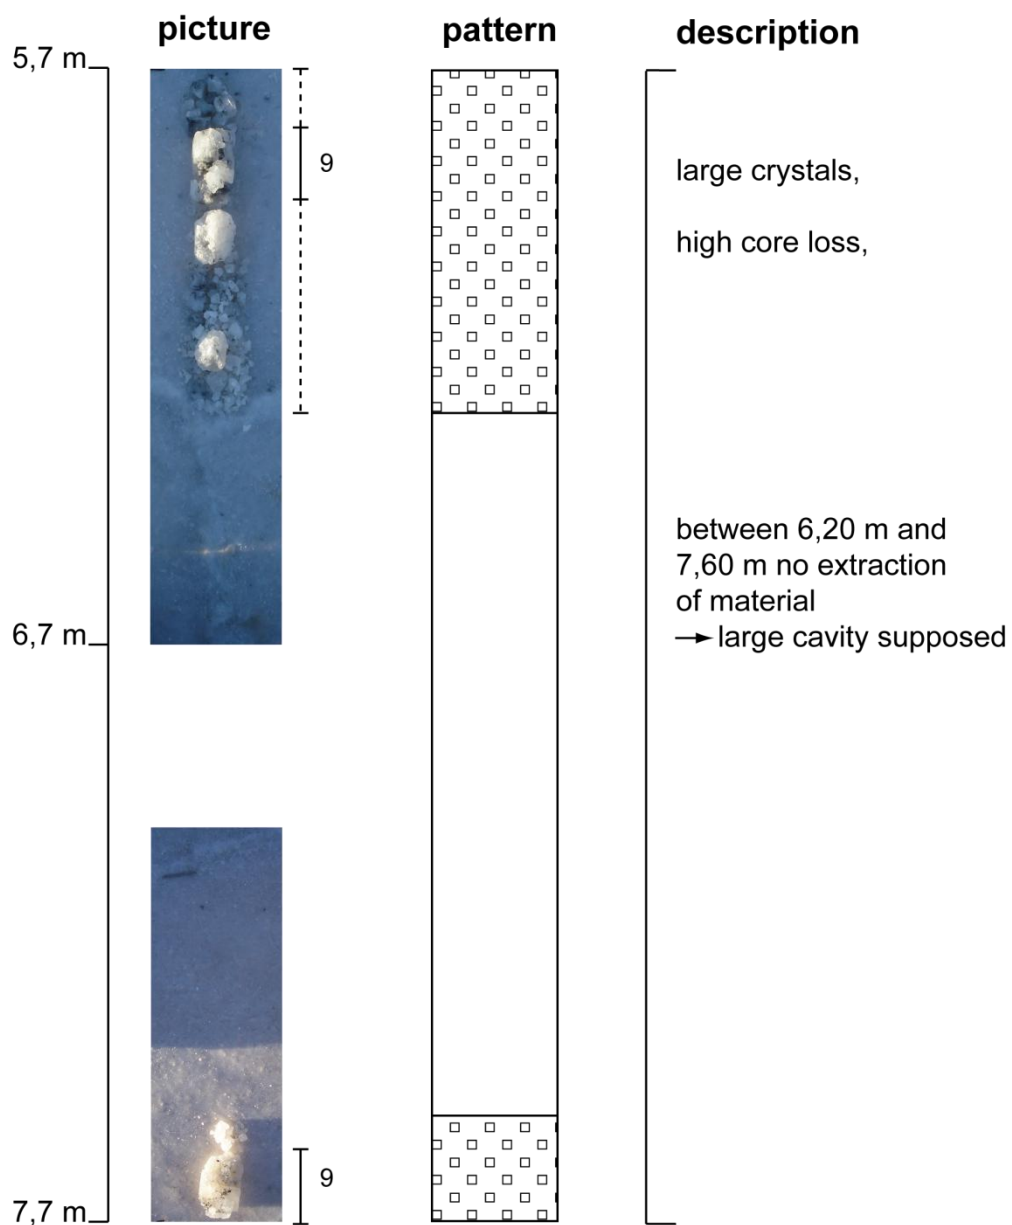 picture
pattern
description
5,7 m
9
large crystals,
high core loss,
between 6,20 m and
7,60 m no extraction
of material
→ large cavity supposed
6,7 m
9
7,7 m